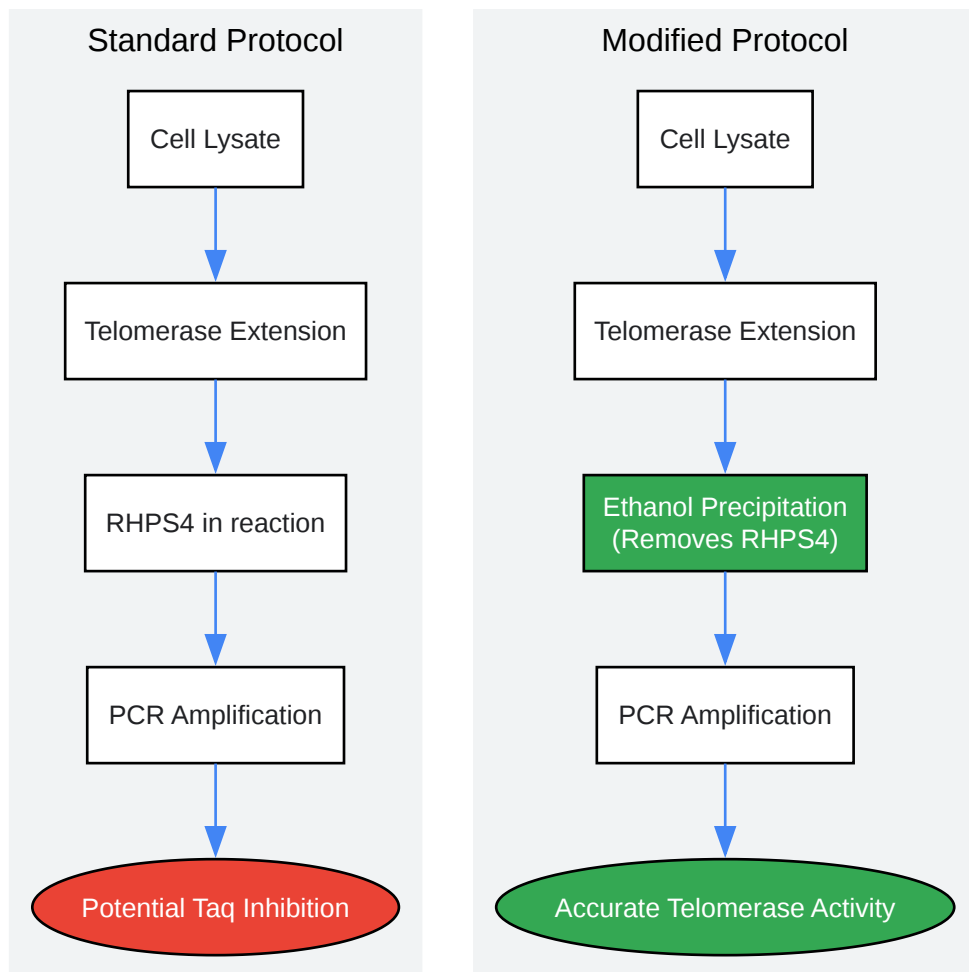 Standard Protocol
Cell Lysate
Telomerase Extension
RHPS4 in reaction
PCR Amplification
Potential Taq Inhibition
Modified Protocol
Cell Lysate
Telomerase Extension
Ethanol Precipitation
(Removes RHPS4)
PCR Amplification
Accurate Telomerase Activity